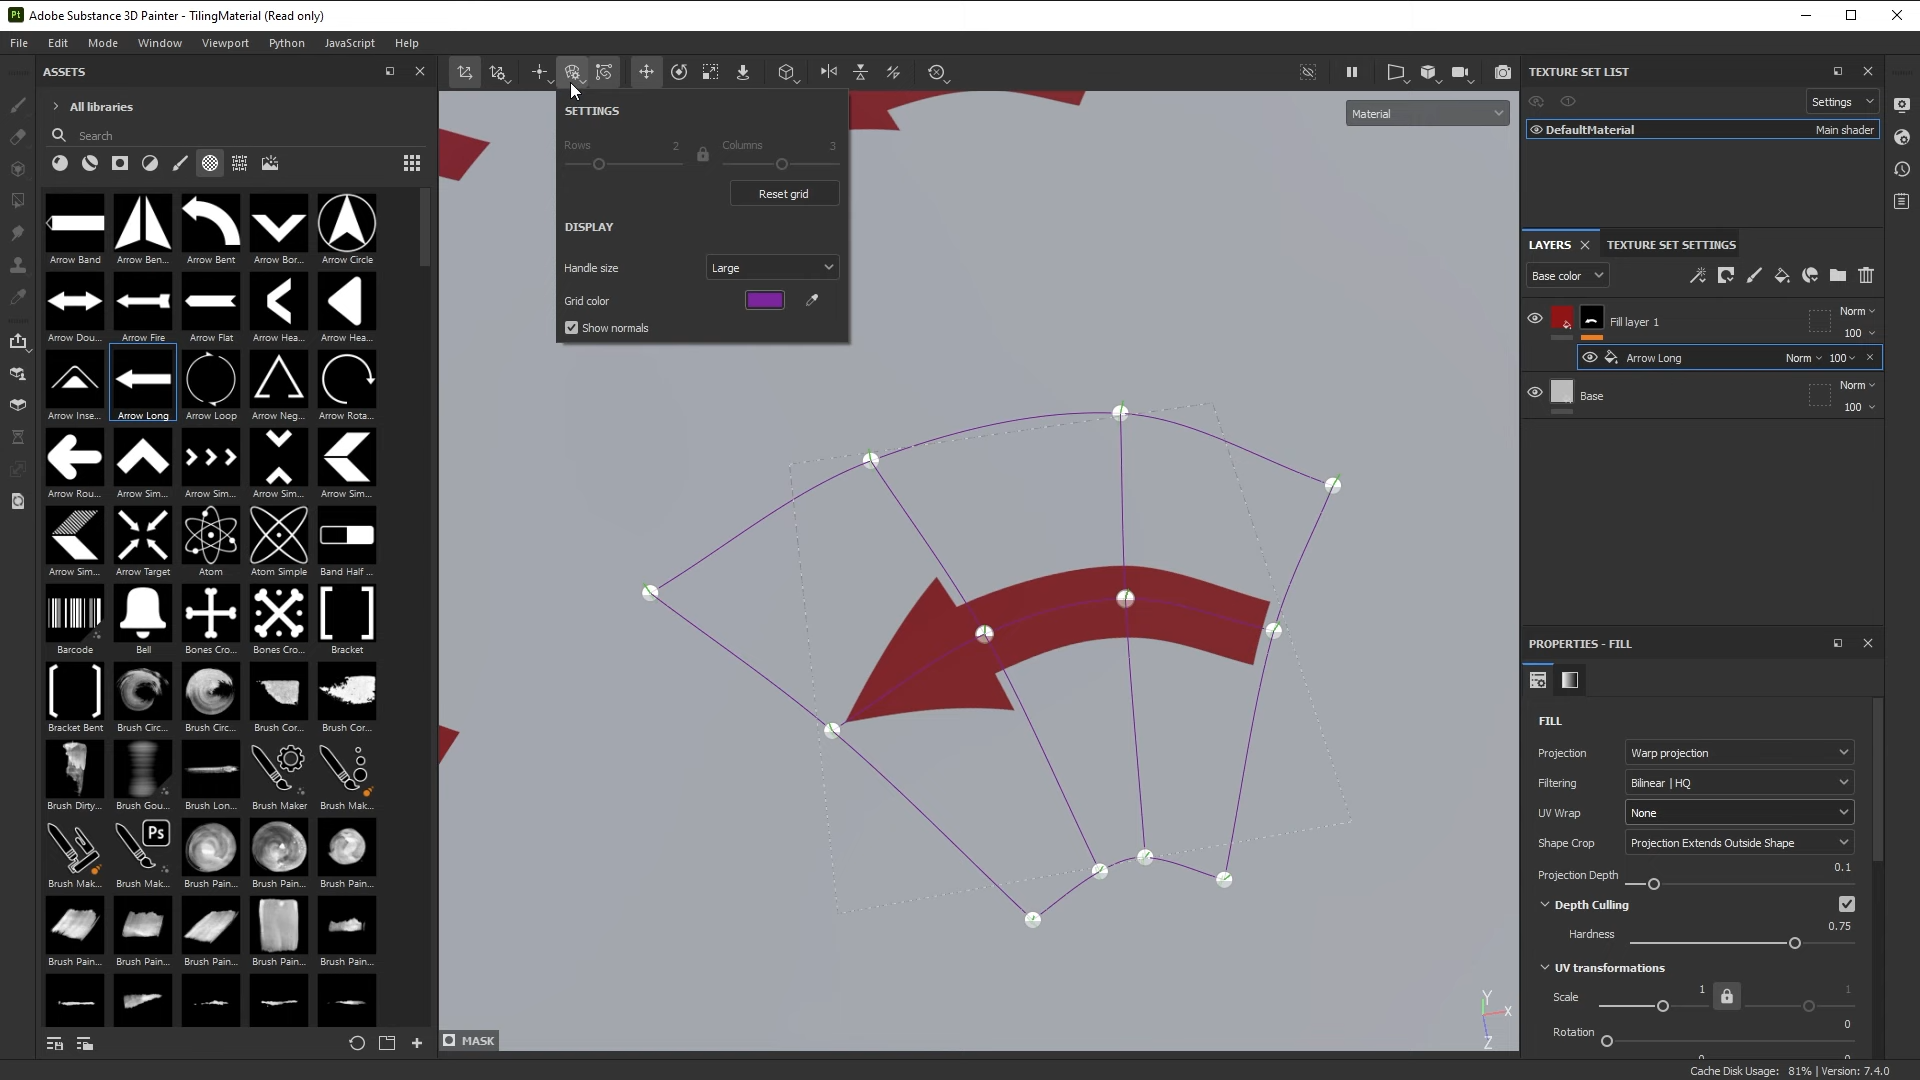 Pt Adobe Substance 3D Painter - TilingMaterial (Read only)
File Edit Mode Window Viewport Python JavaScript Help
ASSETS
All libraries
Search
Arrow Band Arrow Ben... Arrow Bent Arrow Bor... Arrow Circle
Arrow Dou... Arrow Fire Arrow Flat Arrow Hea... Arrow Hea...
Arrow Inse... Arrow Long Arrow Loop Arrow Neg... Arrow Rota...
Arrow Rou... Arrow Sim... Arrow Sim... Arrow Sim... Arrow Sim...
Arrow Sim... Arrow Target Atom Atom Simple Band Half ...
Barcode Bell Bones Cro... Bones Cro... Bracket
Bracket Bent Brush Circ... Brush Circ... Brush Cor... Brush Cor...
Brush Dirty... Brush Gou... Brush Lon... Brush Maker Brush Mak...
Ps
Brush Mak... Brush Mak... Brush Pain... Brush Pain... Brush Pain...
Brush Pain... Brush Pain... Brush Pain... Brush Pain... Brush Pain...
SETTINGS
Rows 2 Columns 3
Reset grid
DISPLAY
Handle size Large
Grid color
Show normals
Material
MASK
Y
X
Z
TEXTURE SET LIST
Settings
DefaultMaterial Main shader
LAYERS TEXTURE SET SETTINGS
Base color
Fill layer 1 Norm
100
Arrow Long Norm 100
Base Norm
100
PROPERTIES - FILL
FILL
Projection Warp projection
Filtering Bilinear | HQ
UV Wrap None
Shape Crop Projection Extends Outside Shape
Projection Depth 0.1
Depth Culling
Hardness 0.75
UV transformations
Scale 1 1
Rotation 0
Cache Disk Usage: 81% | Version: 7.4.0